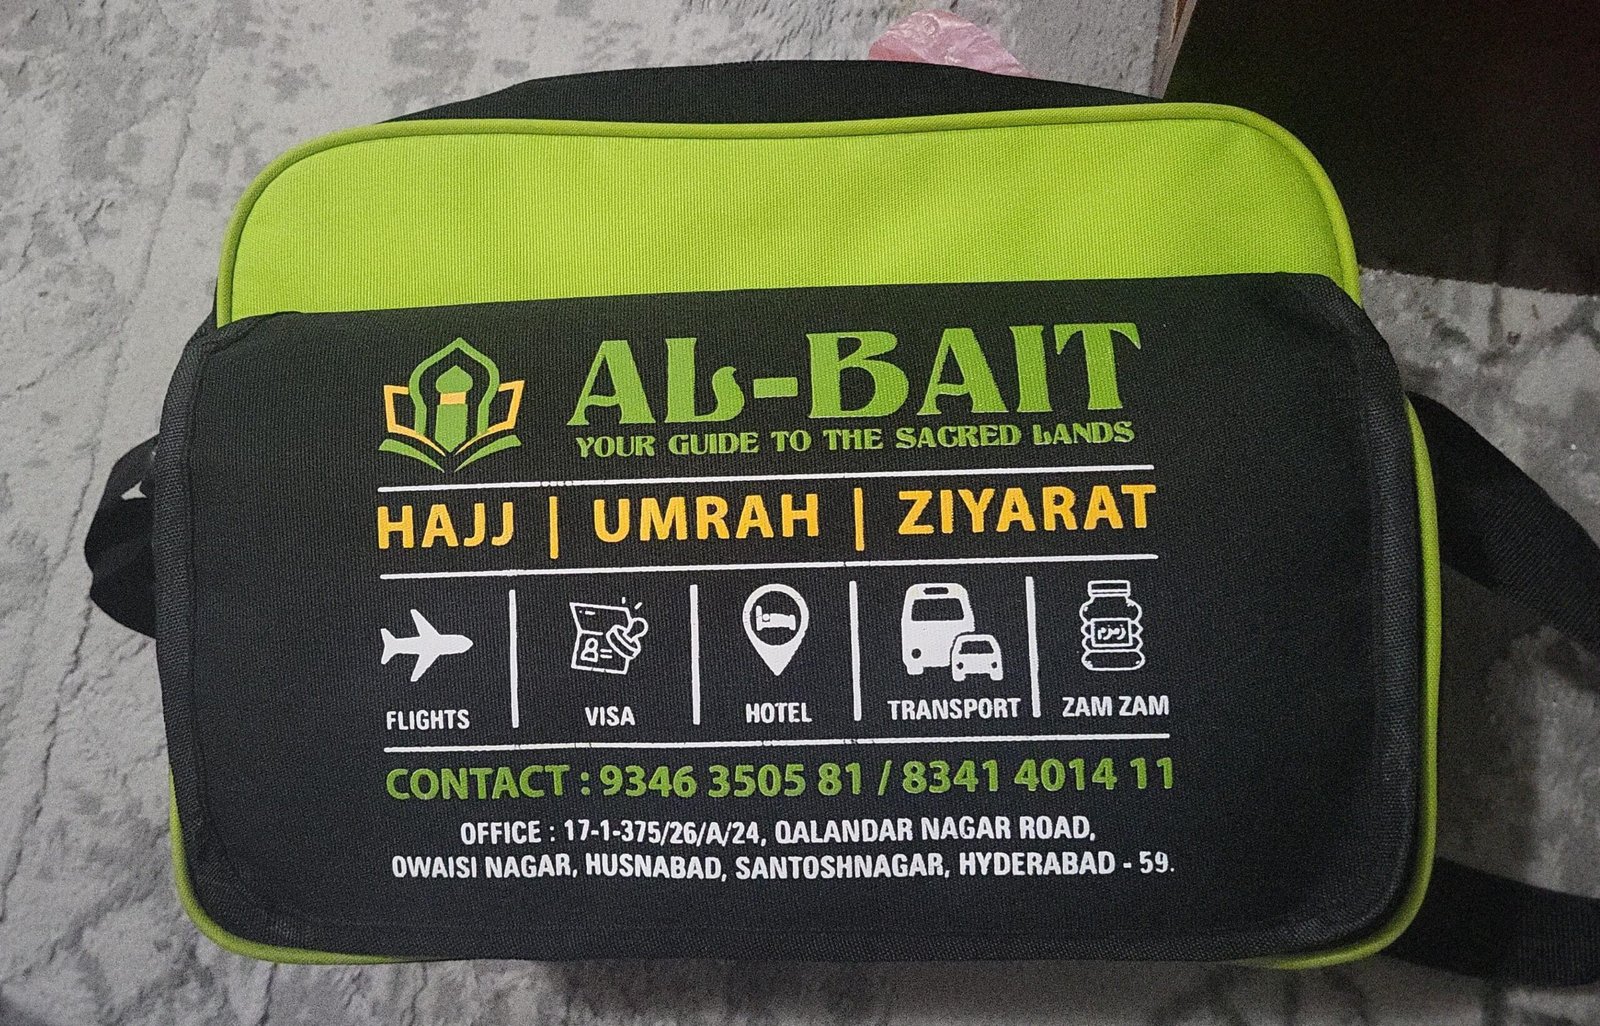 AL-BAIT
YOUR GUIDE TO THE SACRED LANDS
HAJJ | UMRAH | ZIYARAT
FLIGHTS
VISA
HOTEL
TRANSPORT
ZAM ZAM
CONTACT : 9346 3505 81 / 8341 4014 11
OFFICE : 17-1-375/26/A/24, QALANDAR NAGAR ROAD,
OWAISI NAGAR, HUSNABAD, SANTOSHNAGAR, HYDERABAD - 59.